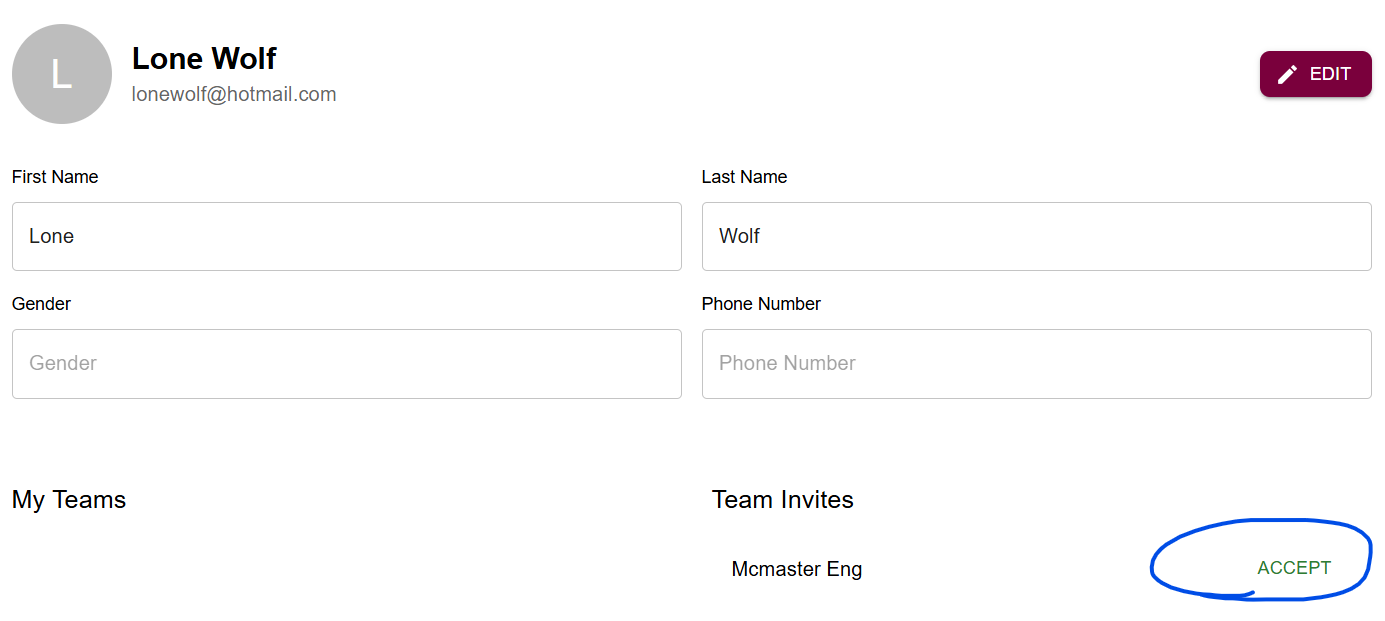 L
Lone Wolf
lonewolf@hotmail.com
EDIT
First Name
Last Name
Lone
Wolf
Gender
Phone Number
Gender
Phone Number
My Teams
Team Invites
Mcmaster Eng
ACCEPT